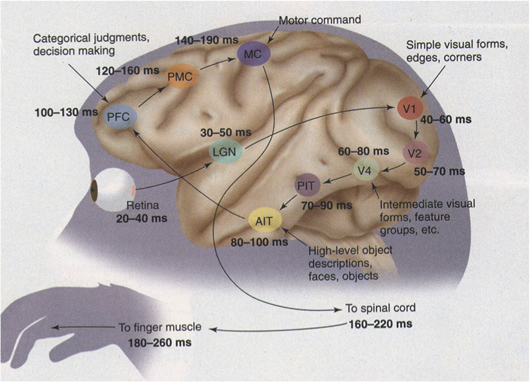 Motor command
Categorical judgments,
decision making
140–190 ms
MC
Simple visual forms,
edges, corners
120–160 ms
PMC
100–130 ms
PFC
V1
40–60 ms
30–50 ms
LGN
60–80 ms
V2
V4
50–70 ms
PIT
Retina
20–40 ms
70–90 ms
Intermediate visual
forms, feature
groups, etc.
AIT
80–100 ms
High-level object
descriptions,
faces, objects
To spinal cord
160–220 ms
To finger muscle
180–260 ms